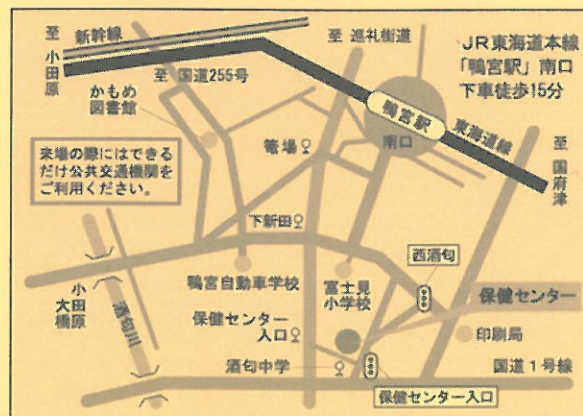 至 小田原
新幹線
至 巡礼街道
JR東海道本線
「鴨宮駅」南口
下車徒歩15分
至 国道255号
かもめ
図書館
鴨宮駅
南口
東海道線
至 国府津
来場の際にはできる
だけ公共交通機関を
ご利用ください。
篭場
下新田
西酒匂
小田原
大橋
酒匂川
鴨宮自動車学校
富士見
小学校
保健センター
保健センター
入口
印刷局
酒匂中学
国道1号線
保健センター入口